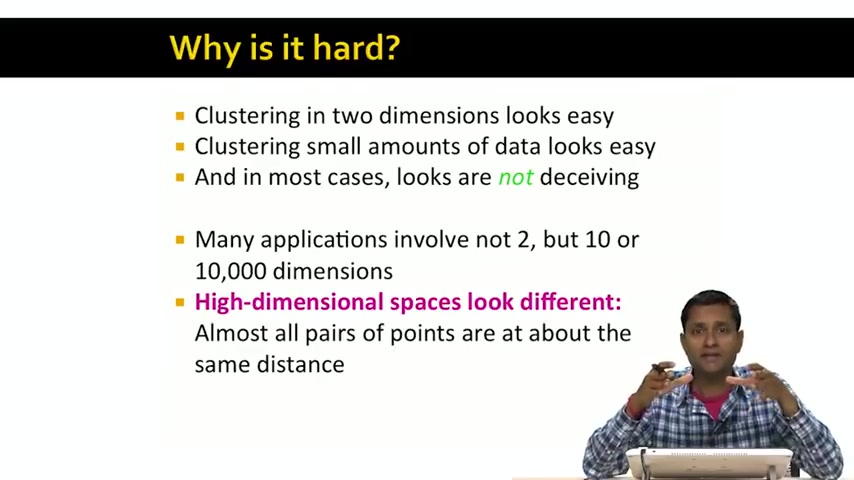 Why is it hard?
Clustering in two dimensions looks easy
Clustering small amounts of data looks easy
And in most cases, looks are not deceiving
Many applications involve not 2, but 10 or
10,000 dimensions
High-dimensional spaces look different:
Almost all pairs of points are at about the
same distance